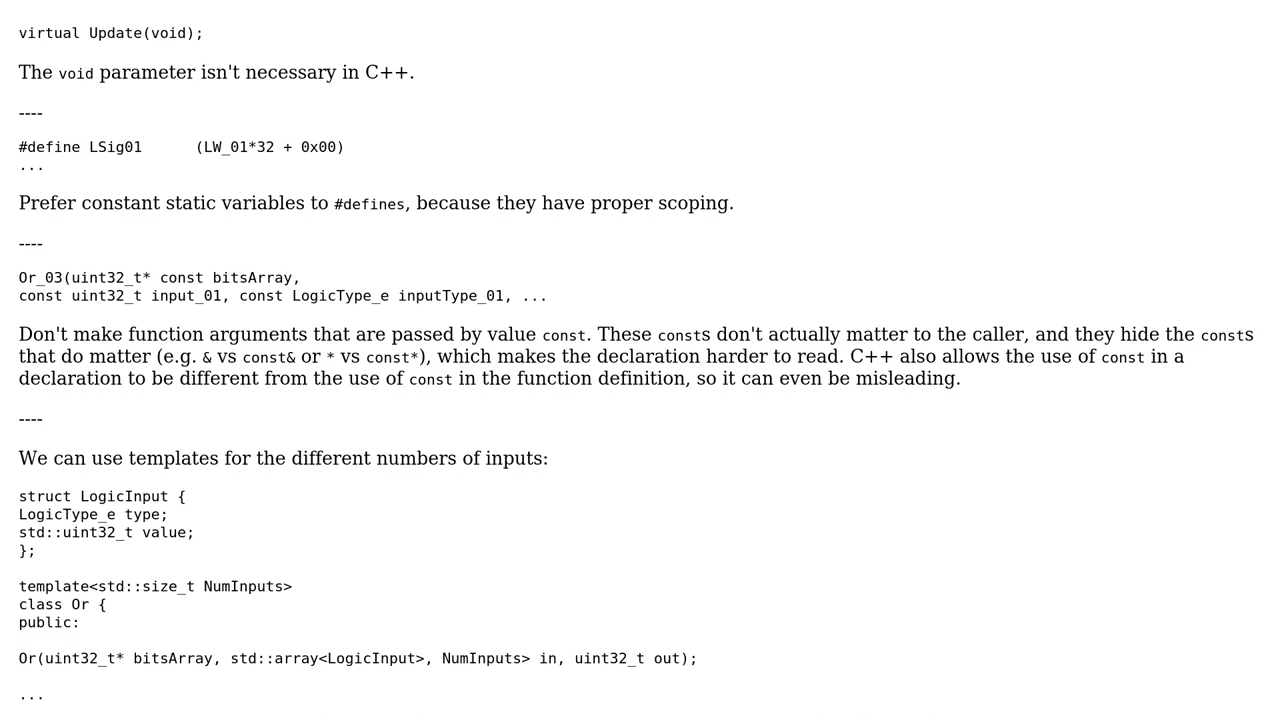 virtual Update(void);
The void parameter isn't necessary in C++.
----
#define LSig01      (LW_01*32 + 0x00)
...
Prefer constant static variables to #defines, because they have proper scoping.
----
Or_03(uint32_t* const bitsArray,
const uint32_t input_01, const LogicType_e inputType_01, ...
Don't make function arguments that are passed by value const. These consts don't actually matter to the caller, and they hide the consts
that do matter (e.g. & vs const& or * vs const*), which makes the declaration harder to read. C++ also allows the use of const in a
declaration to be different from the use of const in the function definition, so it can even be misleading.
----
We can use templates for the different numbers of inputs:
struct LogicInput {
LogicType_e type;
std::uint32_t value;
};
template<std::size_t NumInputs>
class Or {
public:
Or(uint32_t* bitsArray, std::array<LogicInput>, NumInputs> in, uint32_t out);
...